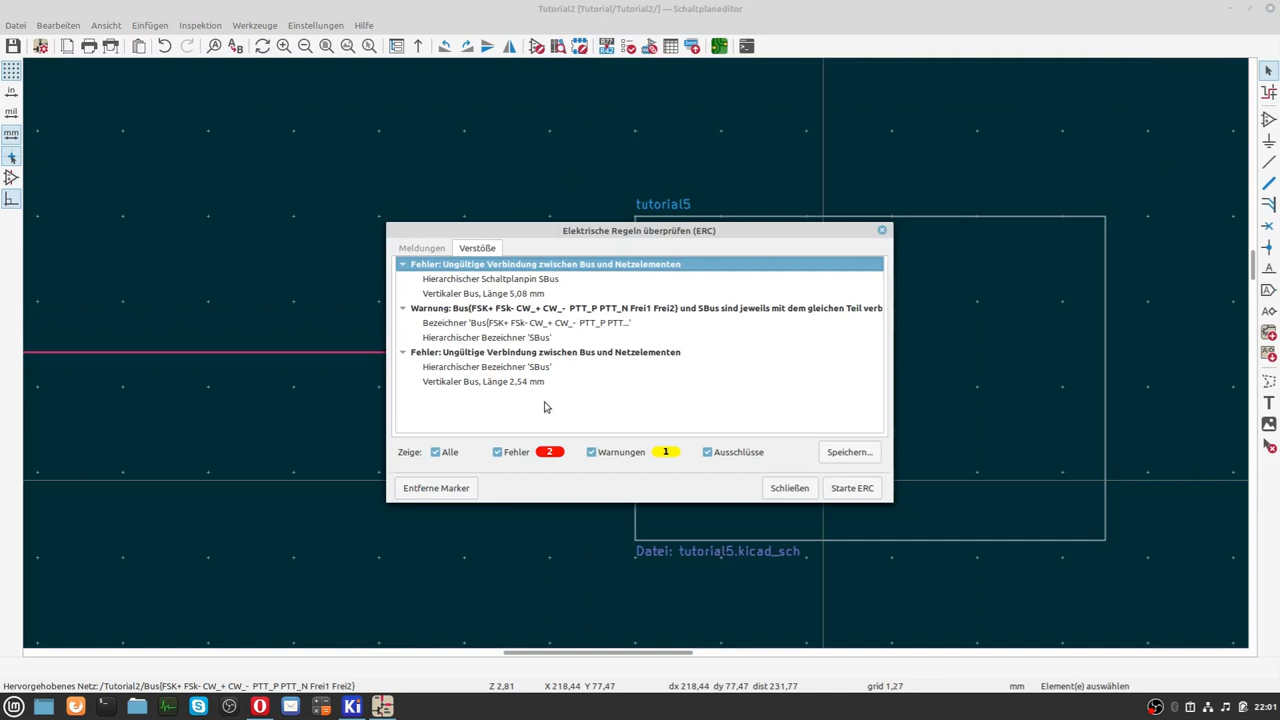 Tutorial2 [Tutorial/Tutorial2/] — Schaltplaneditor
Datei Bearbeiten Ansicht Einfügen Inspektion Werkzeuge Einstellungen Hilfe
in
mil
mm
tutorial5
Elektrische Regeln überprüfen (ERC)
Meldungen Verstöße
Fehler: Ungültige Verbindung zwischen Bus und Netzelementen
Hierarchischer Schaltplanpin SBus
Vertikaler Bus, Länge 5,08 mm
Warnung: Bus{FSK+ FSk- CW_+ CW_-  PTT_P PTT_N Frei1 Frei2} und SBus sind jeweils mit dem gleichen Teil verb
Bezeichner 'Bus{FSK+ FSk- CW_+ CW_-  PTT_P PTT...'
Hierarchischer Bezeichner 'SBus'
Fehler: Ungültige Verbindung zwischen Bus und Netzelementen
Hierarchischer Bezeichner 'SBus'
Vertikaler Bus, Länge 2,54 mm
Zeige: Alle Fehler 2 Warnungen 1 Ausschlüsse Speichern...
Entferne Marker Schließen Starte ERC
Datei: tutorial5.kicad_sch
Hervorgehobenes Netz: /Tutorial2/Bus{FSK+ FSk- CW_+ CW_-  PTT_P PTT_N Frei1 Frei2} Z 2,81 X 218,44 Y 77,47 dx 218,44 dy 77,47 dist 231,77 grid 1,27 mm Element(e) auswählen
Ki 22:01